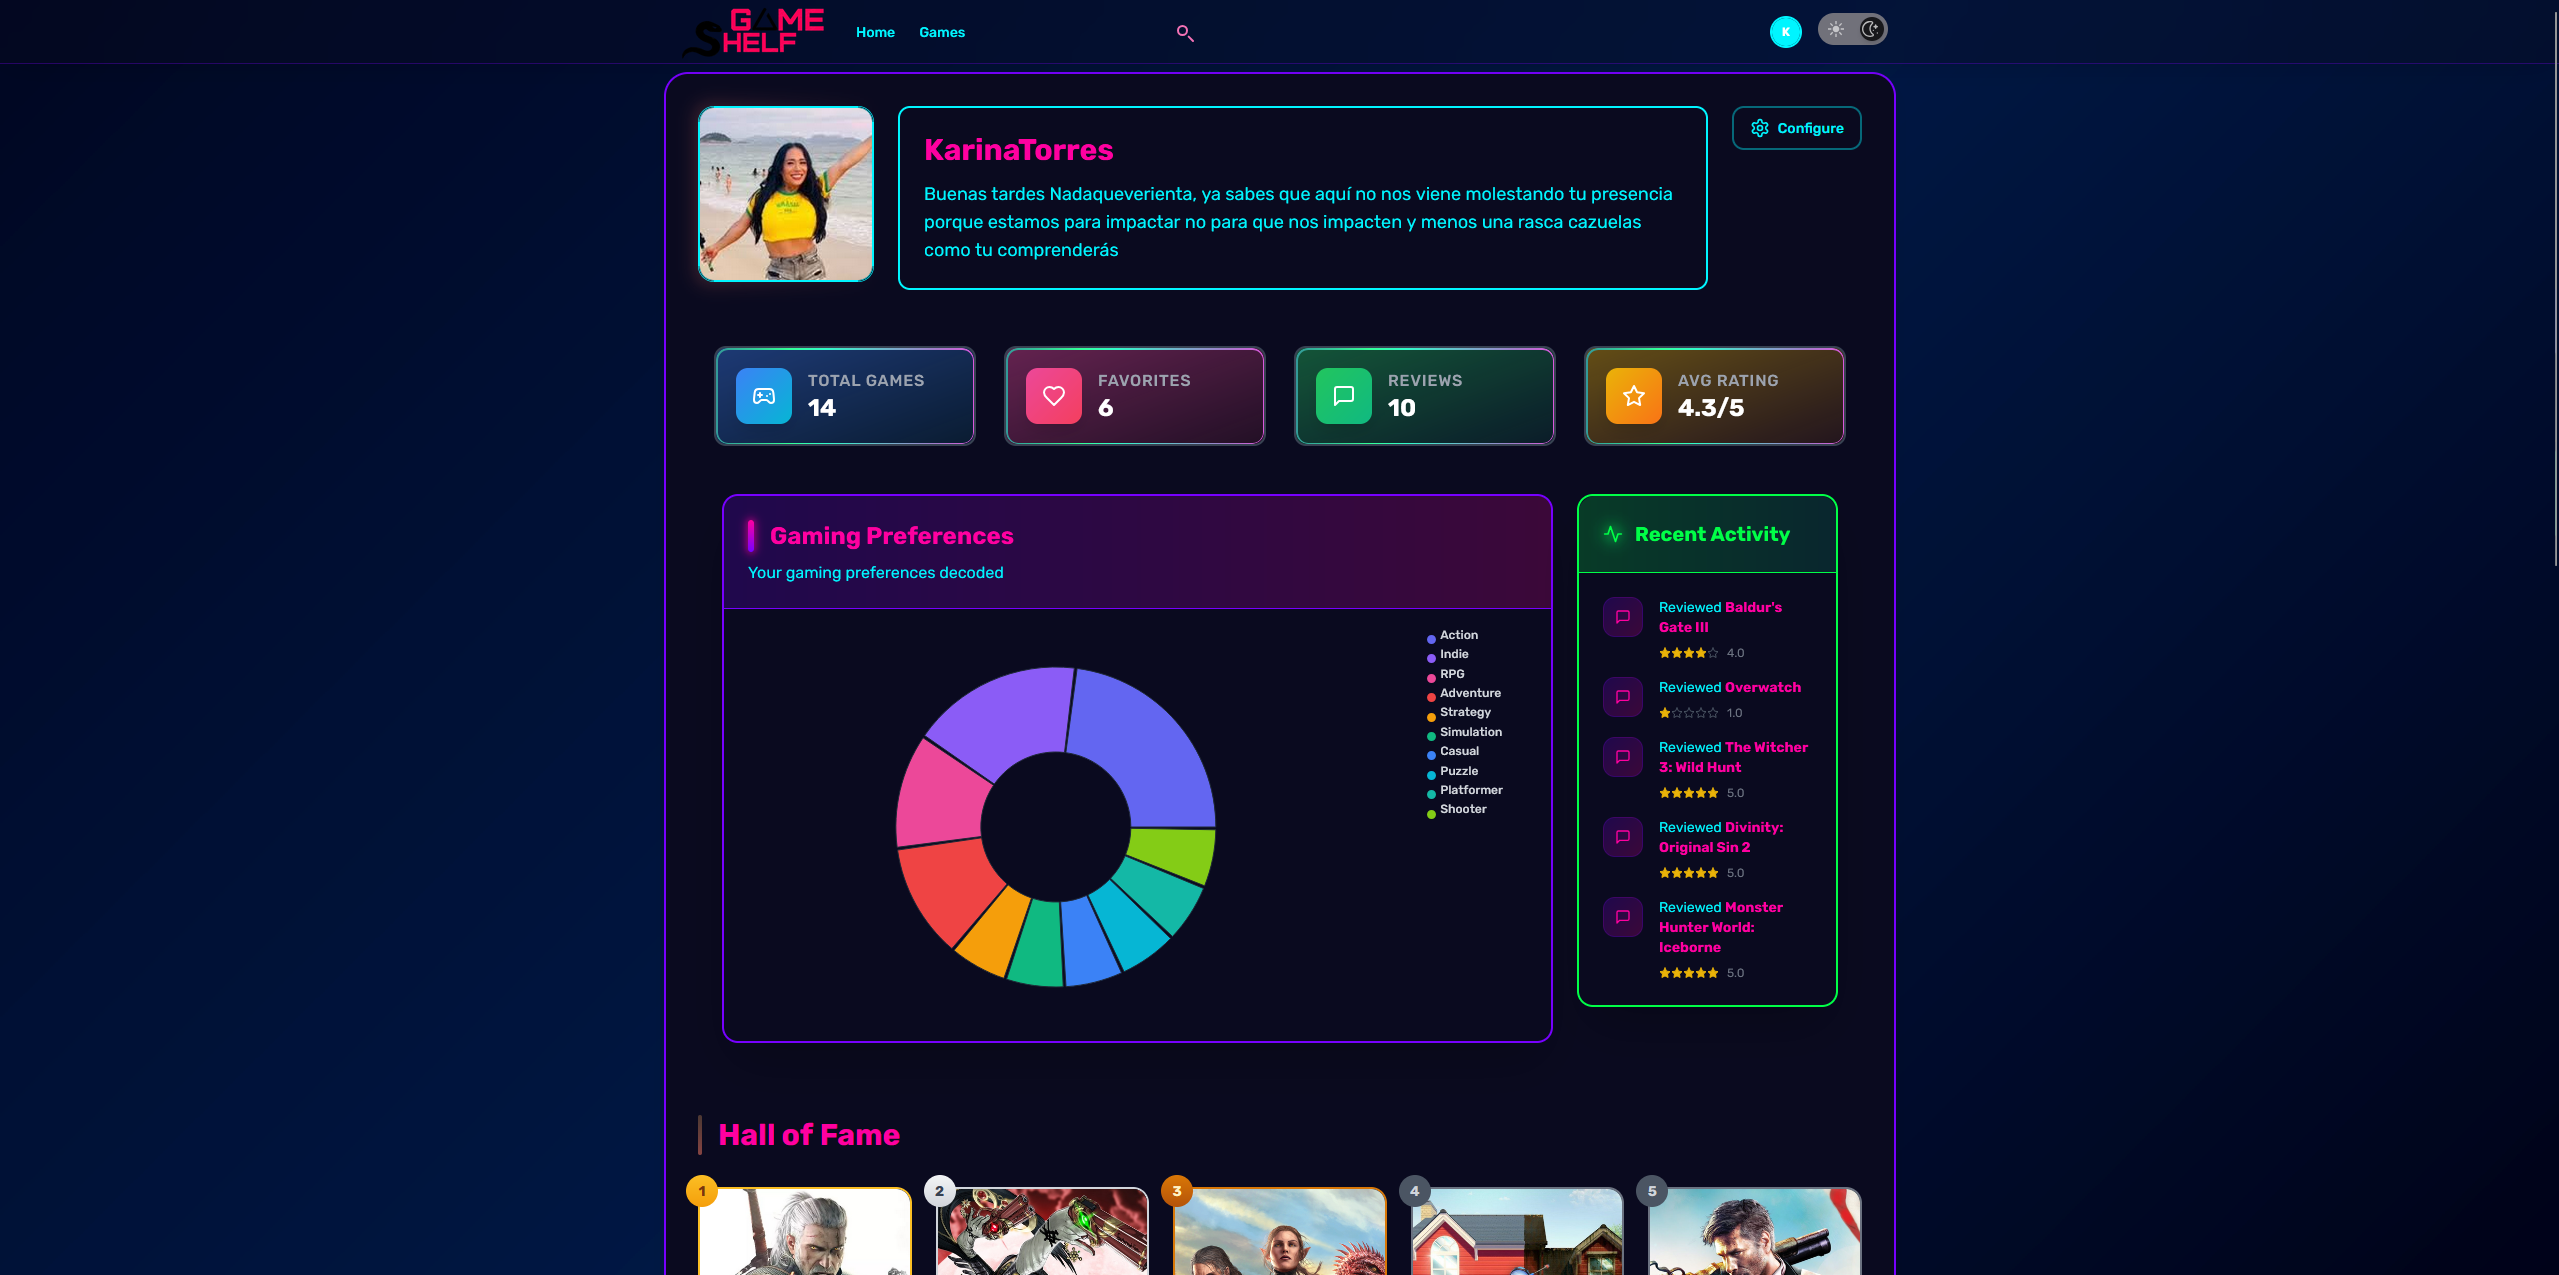 GAME
SHELF
Home
Games
K
KarinaTorres
Buenas tardes Nadaqueverienta, ya sabes que aquí no nos viene molestando tu presencia
porque estamos para impactar no para que nos impacten y menos una rasca cazuelas
como tu comprenderás
Configure
TOTAL GAMES
14
FAVORITES
6
REVIEWS
10
AVG RATING
4.3/5
Gaming Preferences
Your gaming preferences decoded
Action
Indie
RPG
Adventure
Strategy
Simulation
Casual
Puzzle
Platformer
Shooter
Recent Activity
Reviewed Baldur's
Gate III
4.0
Reviewed Overwatch
1.0
Reviewed The Witcher
3: Wild Hunt
5.0
Reviewed Divinity:
Original Sin 2
5.0
Reviewed Monster
Hunter World:
Iceborne
5.0
Hall of Fame
1
2
3
4
5